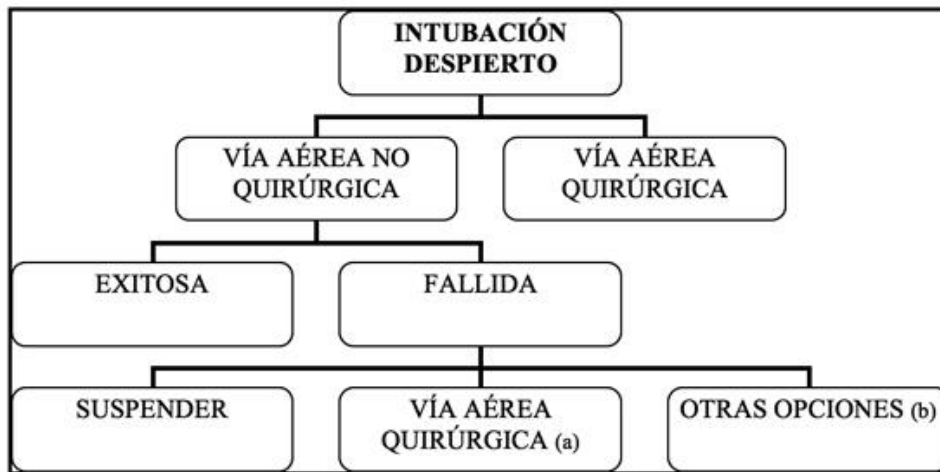 INTUBACIÓN
DESPIERTO
VÍA AÉREA NO
QUIRÚRGICA
VÍA AÉREA
QUIRÚRGICA
EXITOSA
FALLIDA
SUSPENDER
VÍA AÉREA
QUIRÚRGICA (a)
OTRAS OPCIONES (b)